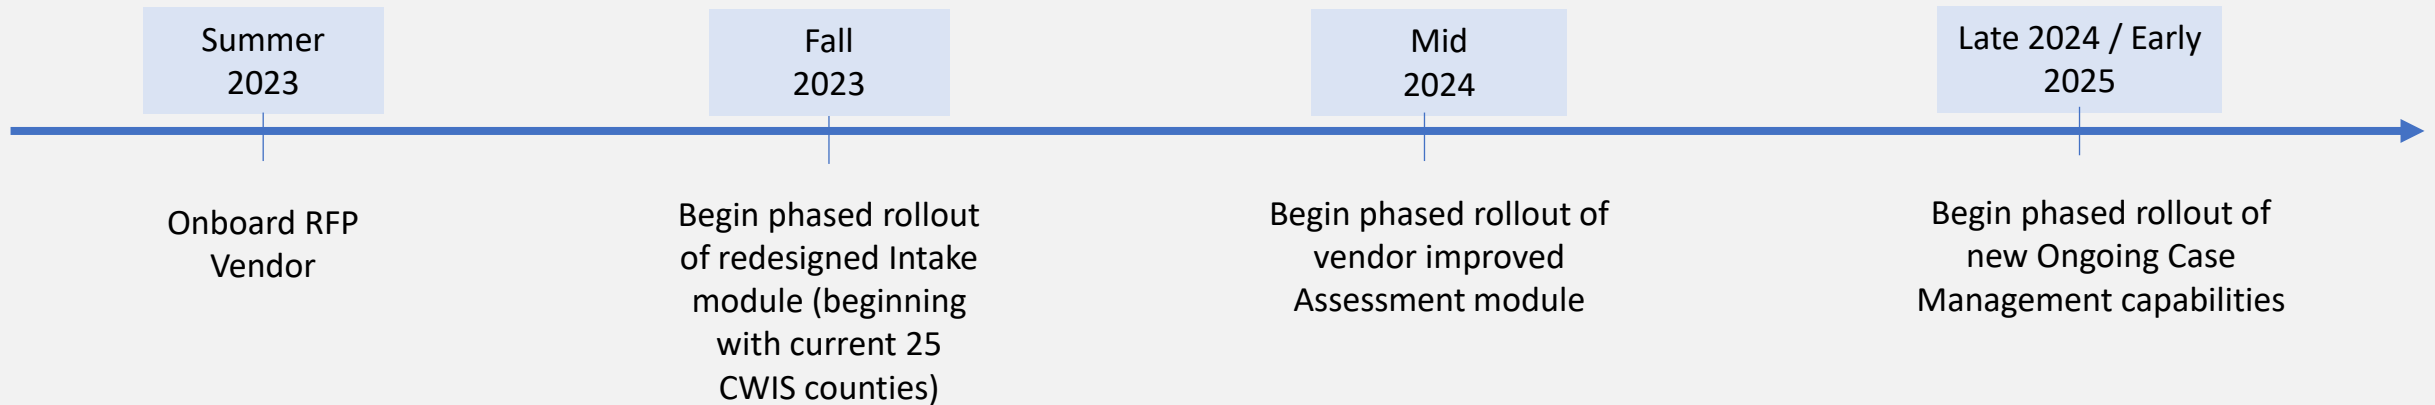 Summer
2023
Fall
2023
Mid
2024
Late 2024 / Early
2025
Onboard RFP
Vendor
Begin phased rollout
of redesigned Intake
module (beginning
with current 25
CWIS counties)
Begin phased rollout of
vendor improved
Assessment module
Begin phased rollout of
new Ongoing Case
Management capabilities